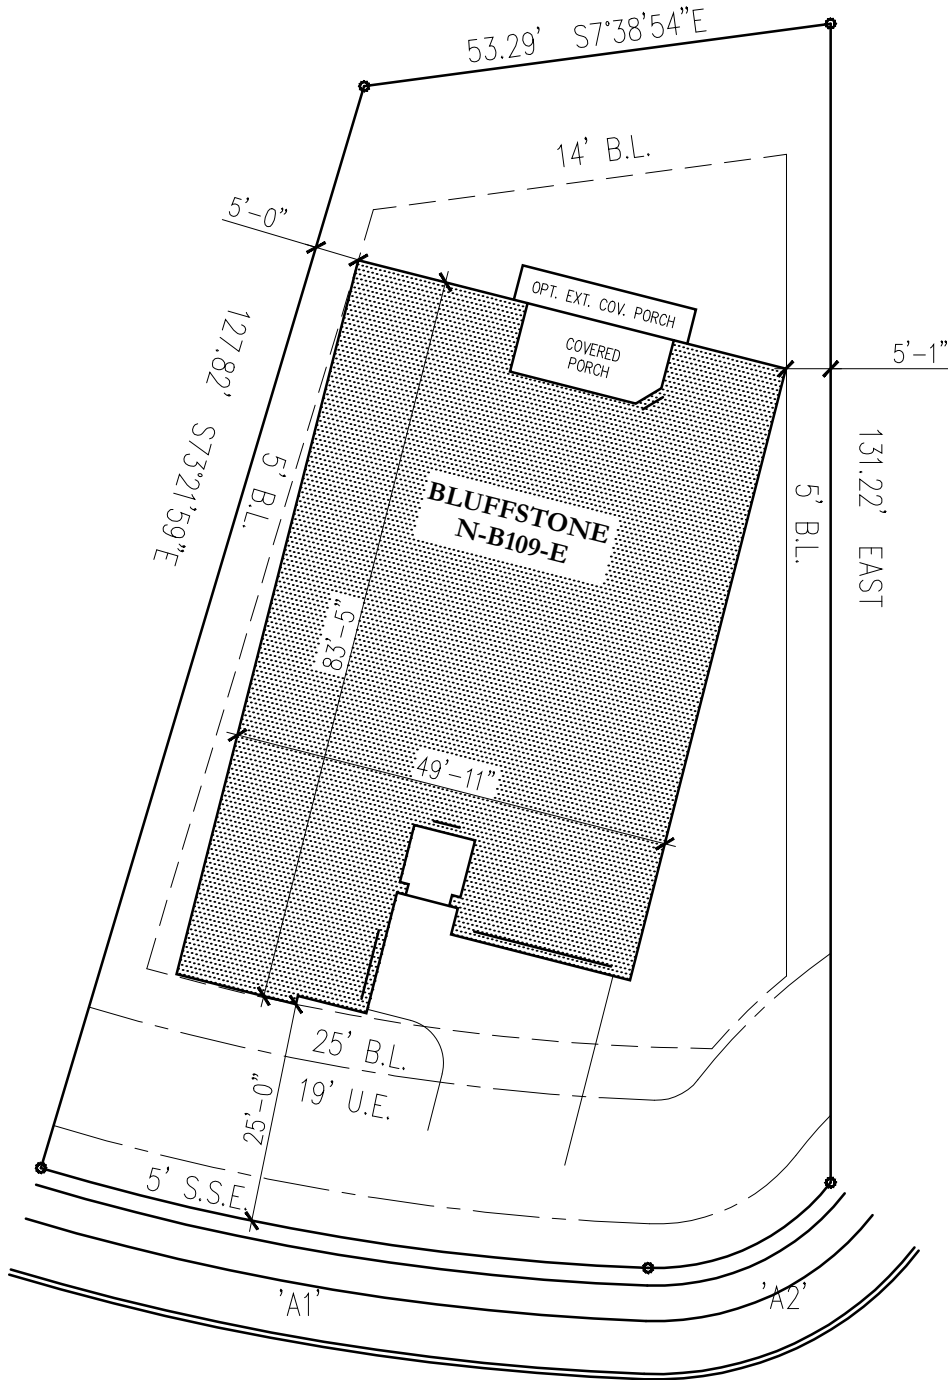 53.29' S7°38'54"E
14' B.L.
5'-0"
OPT. EXT. COV. PORCH
COVERED
PORCH
5'-1"
127.82' S73°21'59"E
5' B.L.
131.22' EAST
5' B.L.
BLUFFSTONE
N-B109-E
83'-5"
49'-11"
25' B.L.
19' U.E.
25'-0"
5' S.S.E.
'A1'
'A2'